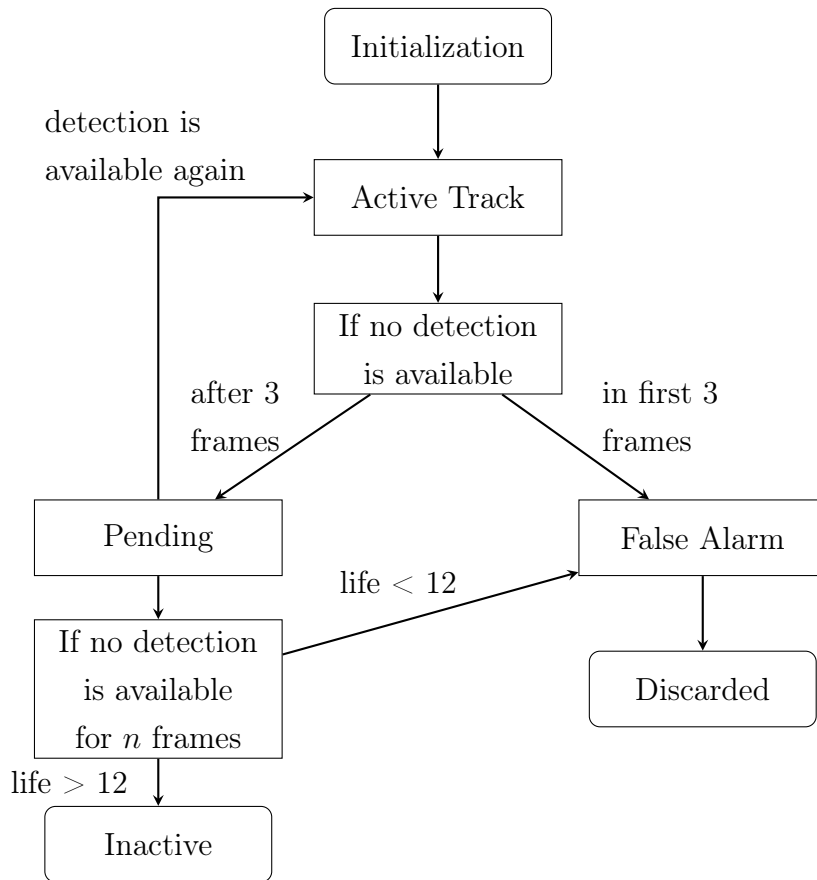 Initialization
detection is
available again
Active Track
If no detection
is available
after 3
frames
in first 3
frames
Pending
False Alarm
life < 12
If no detection
is available
for n frames
Discarded
life > 12
Inactive